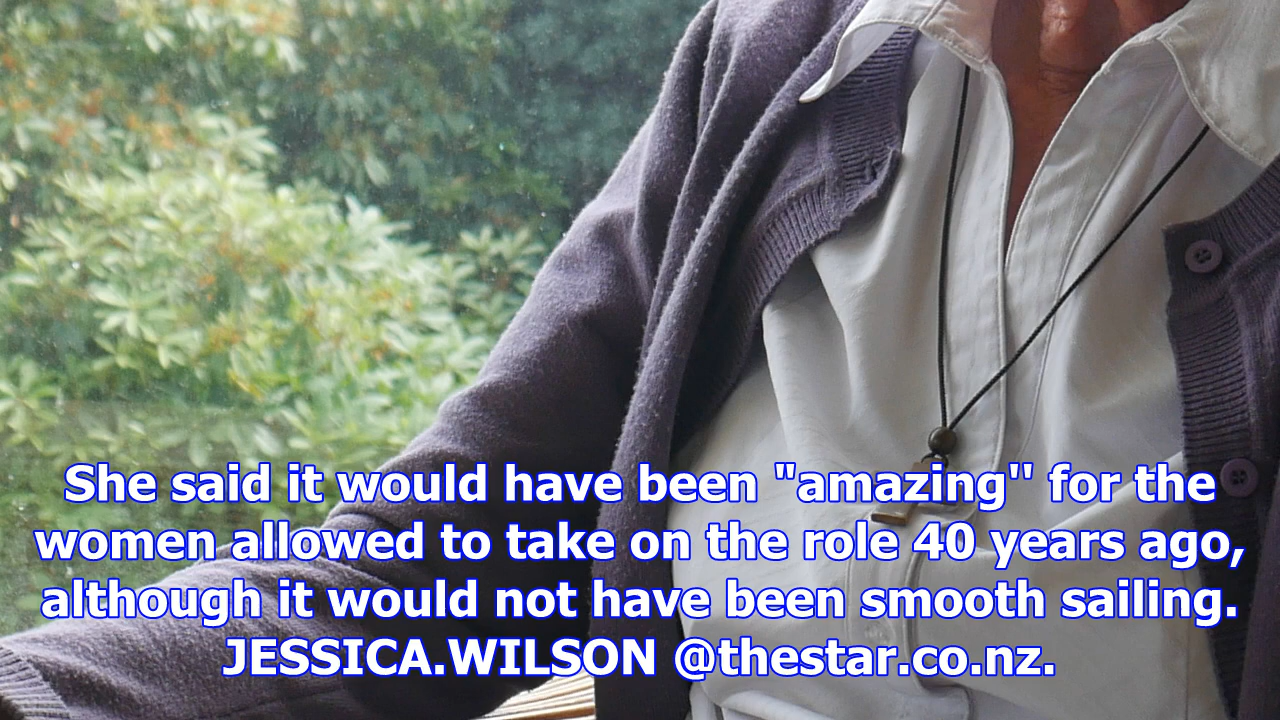 She said it would have been "amazing'' for the
women allowed to take on the role 40 years ago,
although it would not have been smooth sailing.
JESSICA.WILSON @thestar.co.nz.